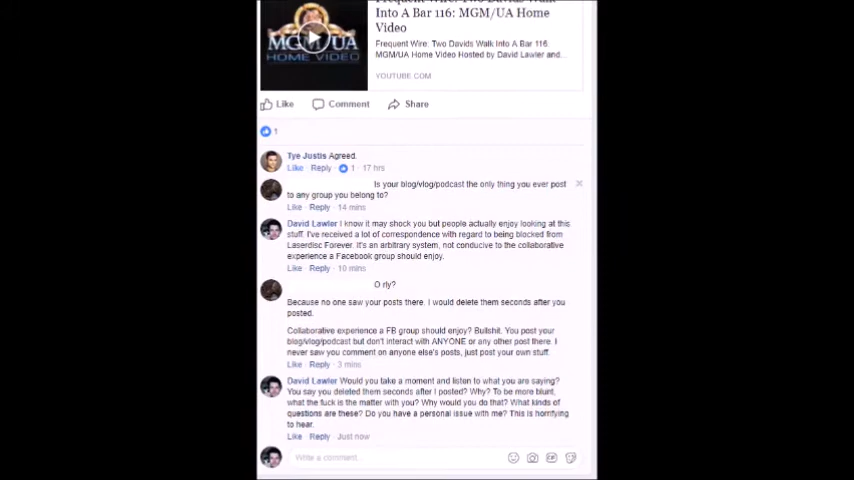 Into A Bar 116: MGM/UA Home
Video
Frequent Wire: Two Davids Walk Into A Bar 116:
MGM/UA Home Video Hosted by David Lawler and...
YOUTUBE.COM
MGM/UA
HOME VIDEO
Like Comment Share
1
Tye Justis Agreed.
Like · Reply · 1 · 17 hrs
Is your blog/vlog/podcast the only thing you ever post
to any group you belong to?
Like · Reply · 14 mins
David Lawler I know it may shock you but people actually enjoy looking at this
stuff. I've received a lot of correspondence with regard to being blocked from
Laserdisc Forever. It's an arbitrary system, not conducive to the collaborative
experience a Facebook group should enjoy.
Like · Reply · 10 mins
O rly?
Because no one saw your posts there. I would delete them seconds after you
posted.
Collaborative experience a FB group should enjoy? Bullshit. You post your
blog/vlog/podcast but don't interact with ANYONE or any other post there. I
never saw you comment on anyone else's posts, just post your own stuff.
Like · Reply · 3 mins
David Lawler Would you take a moment and listen to what you are saying?
You say you deleted them seconds after I posted? Why? To be more blunt,
what the fuck is the matter with you? Why would you do that? What kinds of
questions are these? Do you have a personal issue with me? This is horrifying
to hear.
Like · Reply · Just now
Write a comment...